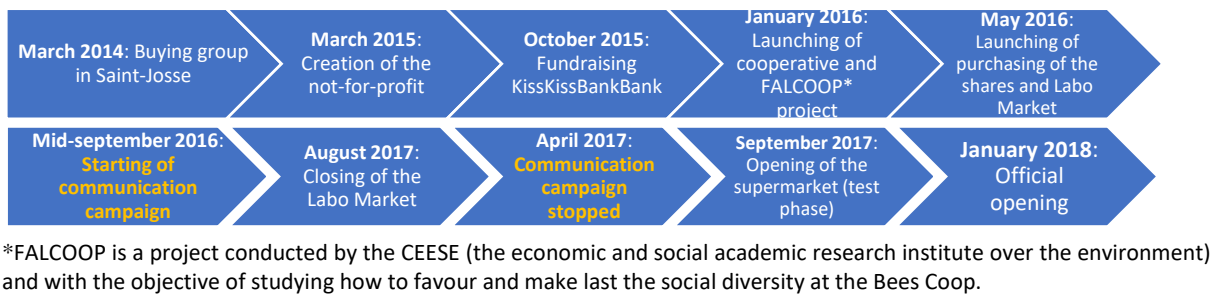 March 2014: Buying group
in Saint-Josse
March 2015:
Creation of the
not-for-profit
October 2015:
Fundraising
KissKissBankBank
January 2016:
Launching of
cooperative and
FALCOOP*
project
May 2016:
Launching of
purchasing of the
shares and Labo
Market
Mid-september 2016:
Starting of
communication
campaign
August 2017:
Closing of the
Labo Market
April 2017:
Communication
campaign
stopped
September 2017:
Opening of the
supermarket (test
phase)
January 2018:
Official
opening
*FALCOOP is a project conducted by the CEESE (the economic and social academic research institute over the environment)
and with the objective of studying how to favour and make last the social diversity at the Bees Coop.